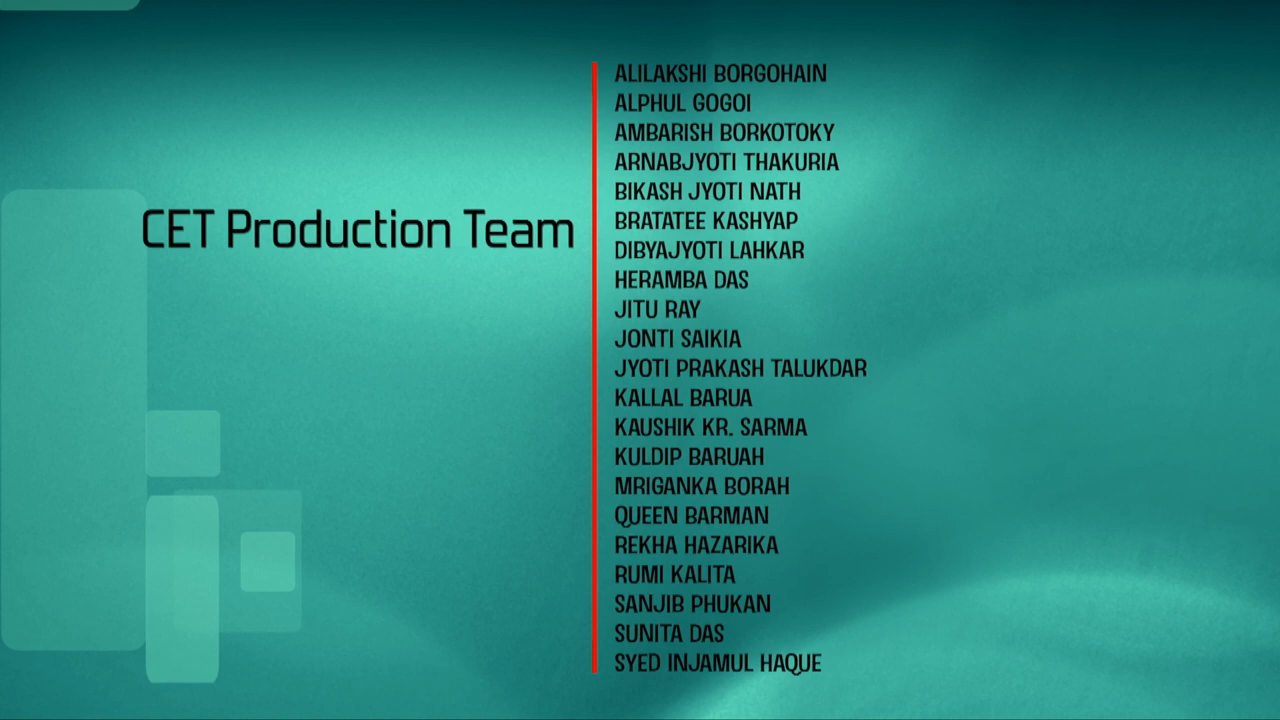 CET Production Team
ALILAKSHI BORGOHAIN
ALPHUL GOGOI
AMBARISH BORKOTOKY
ARNABJYOTI THAKURIA
BIKASH JYOTI NATH
BRATATEE KASHYAP
DIBYAJYOTI LAHKAR
HERAMBA DAS
JITU RAY
JONTI SAIKIA
JYOTI PRAKASH TALUKDAR
KALLAL BARUA
KAUSHIK KR. SARMA
KULDIP BARUAH
MRIGANKA BORAH
QUEEN BARMAN
REKHA HAZARIKA
RUMI KALITA
SANJIB PHUKAN
SUNITA DAS
SYED INJAMUL HAQUE